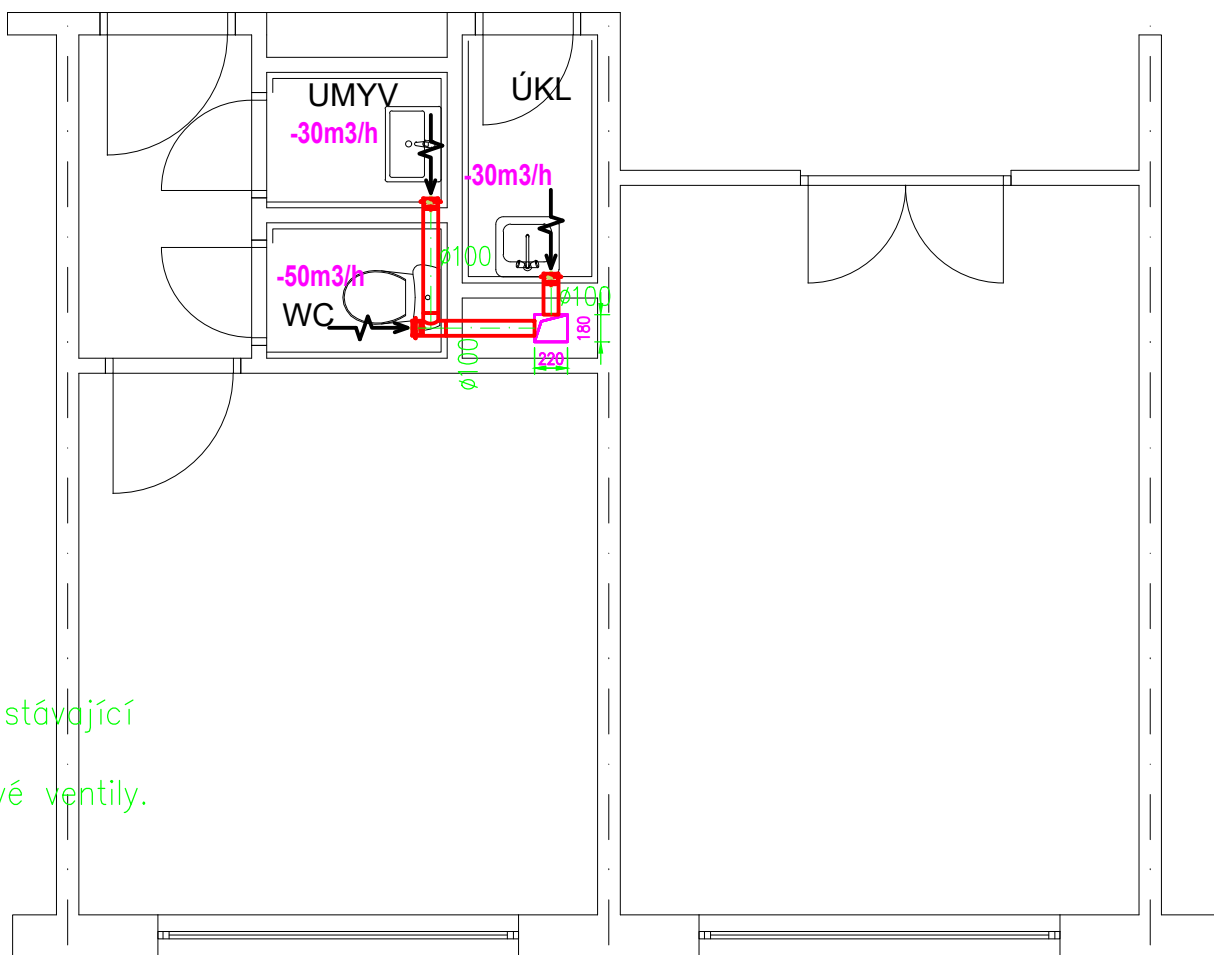 UMYV
-30m3/h
ÚKL
-30m3/h
-50m3/h
WC
ø100
ø100
ø100
180
220
stávající
vé ventily.